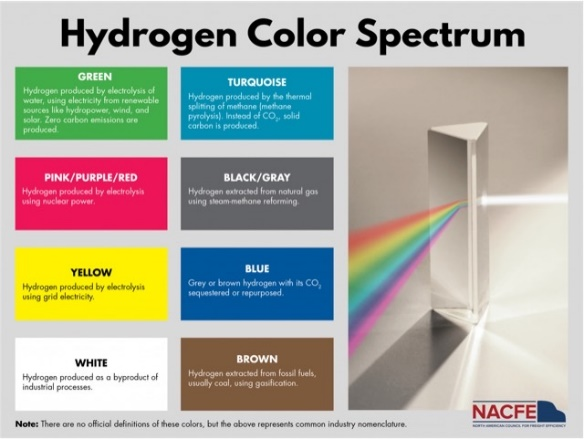 Hydrogen Color Spectrum
GREEN
Hydrogen produced by electrolysis of
water, using electricity from renewable
sources like hydropower, wind, and
solar. Zero carbon emissions are
produced.
TURQUOISE
Hydrogen produced by the thermal
splitting of methane (methane
pyrolysis). Instead of CO₂, solid
carbon is produced.
PINK/PURPLE/RED
Hydrogen produced by electrolysis
using nuclear power.
BLACK/GRAY
Hydrogen extracted from natural gas
using steam-methane reforming.
YELLOW
Hydrogen produced by electrolysis
using grid electricity.
BLUE
Grey or brown hydrogen with its CO₂
sequestered or repurposed.
WHITE
Hydrogen produced as a byproduct of
industrial processes.
BROWN
Hydrogen extracted from fossil fuels,
usually coal, using gasification.
NACFE
NORTH AMERICAN COUNCIL FOR FREIGHT EFFICIENCY
Note: There are no official definitions of these colors, but the above represents common industry nomenclature.